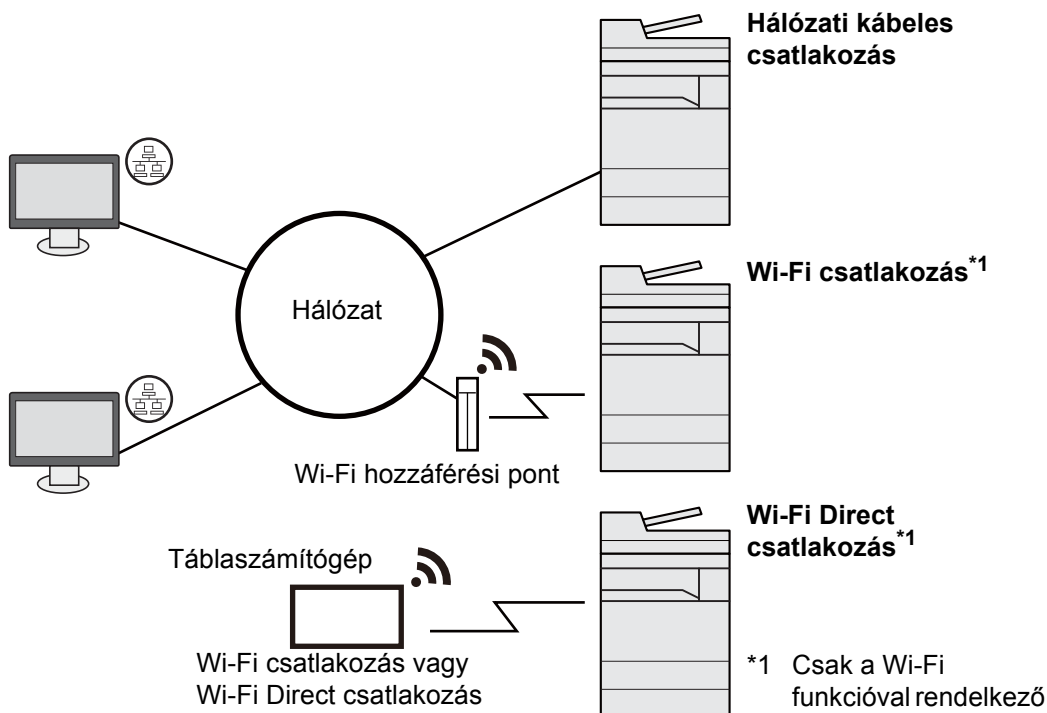 Hálózati kábeles
csatlakozás
Hálózat
Wi-Fi csatlakozás*1
Wi-Fi hozzáférési pont
Wi-Fi Direct
csatlakozás*1
Táblaszámítógép
Wi-Fi csatlakozás vagy
Wi-Fi Direct csatlakozás
*1 Csak a Wi-Fi
funkcióval rendelkező